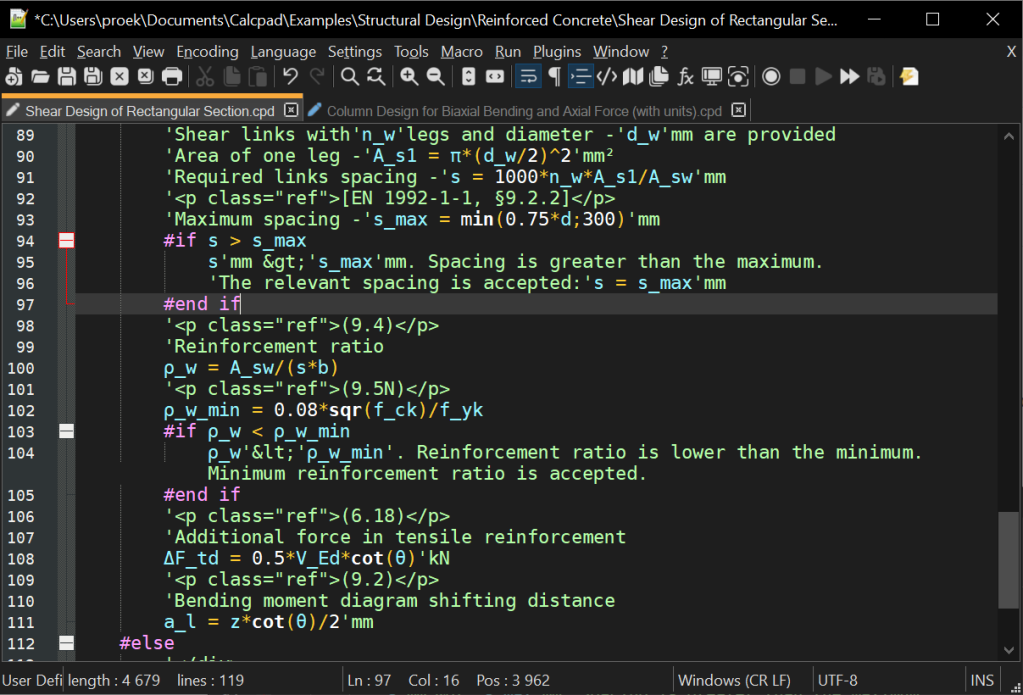 *C:\Users\proek\Documents\Calcpad\Examples\Structural Design\Reinforced Concrete\Shear Design of Rectangular Se...
File Edit Search View Encoding Language Settings Tools Macro Run Plugins Window ? X
Shear Design of Rectangular Section.cpd Column Design for Biaxial Bending and Axial Force (with units).cpd
89 'Shear links with'n_w'legs and diameter -'d_w'mm are provided
90 'Area of one leg -'A_s1 = π*(d_w/2)^2'mm²
91 'Required links spacing -'s = 1000*n_w*A_s1/A_sw'mm
92 '<p class="ref">[EN 1992-1-1, §9.2.2]</p>
93 'Maximum spacing -'s_max = min(0.75*d;300)'mm
94 #if s > s_max
95 s'mm &gt;'s_max'mm. Spacing is greater than the maximum.
96 'The relevant spacing is accepted:'s = s_max'mm
97 #end if
98 '<p class="ref">(9.4)</p>
99 'Reinforcement ratio
100 ρ_w = A_sw/(s*b)
101 '<p class="ref">(9.5N)</p>
102 ρ_w_min = 0.08*sqr(f_ck)/f_yk
103 #if ρ_w < ρ_w_min
104 ρ_w'&lt;'ρ_w_min'. Reinforcement ratio is lower than the minimum.
Minimum reinforcement ratio is accepted.
105 #end if
106 '<p class="ref">(6.18)</p>
107 'Additional force in tensile reinforcement
108 ΔF_td = 0.5*V_Ed*cot(θ)'kN
109 '<p class="ref">(9.2)</p>
110 'Bending moment diagram shifting distance
111 a_l = z*cot(θ)/2'mm
112 #else
User Defi length : 4 679 lines : 119 Ln : 97 Col : 16 Pos : 3 962 Windows (CR LF) UTF-8 INS